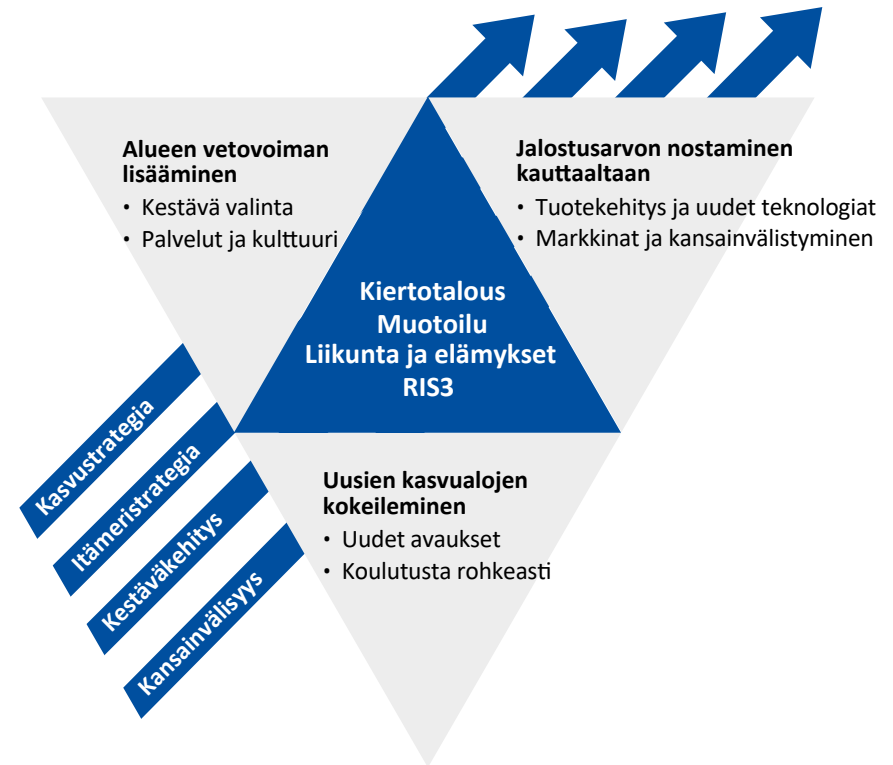 Alueen vetovoiman
lisääminen
• Kestävä valinta
• Palvelut ja kulttuuri
Jalostusarvon nostaminen
kauttaaltaan
• Tuotekehitys ja uudet teknologiat
• Markkinat ja kansainvälistyminen
Kiertotalous
Muotoilu
Liikunta ja elämykset
RIS3
Uusien kasvualojen
kokeileminen
• Uudet avaukset
• Koulutusta rohkeasti
Kasvustrategia
Itämeristrategia
Kestäväkehitys
Kansainvälisyys